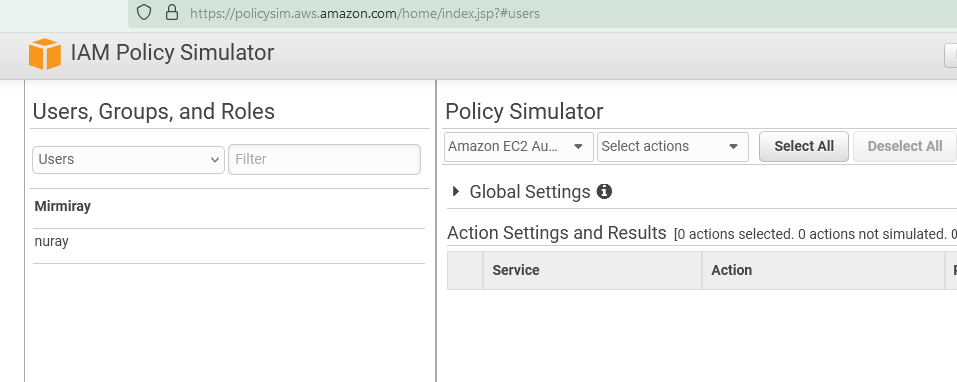 https://policysim.aws.amazon.com/home/index.jsp?#users
IAM Policy Simulator
Users, Groups, and Roles
Users
Filter
Mirmiray
nuray
Policy Simulator
Amazon EC2 Au...
Select actions
Select All
Deselect All
Global Settings
Action Settings and Results [0 actions selected. 0 actions not simulated. 0
Service
Action